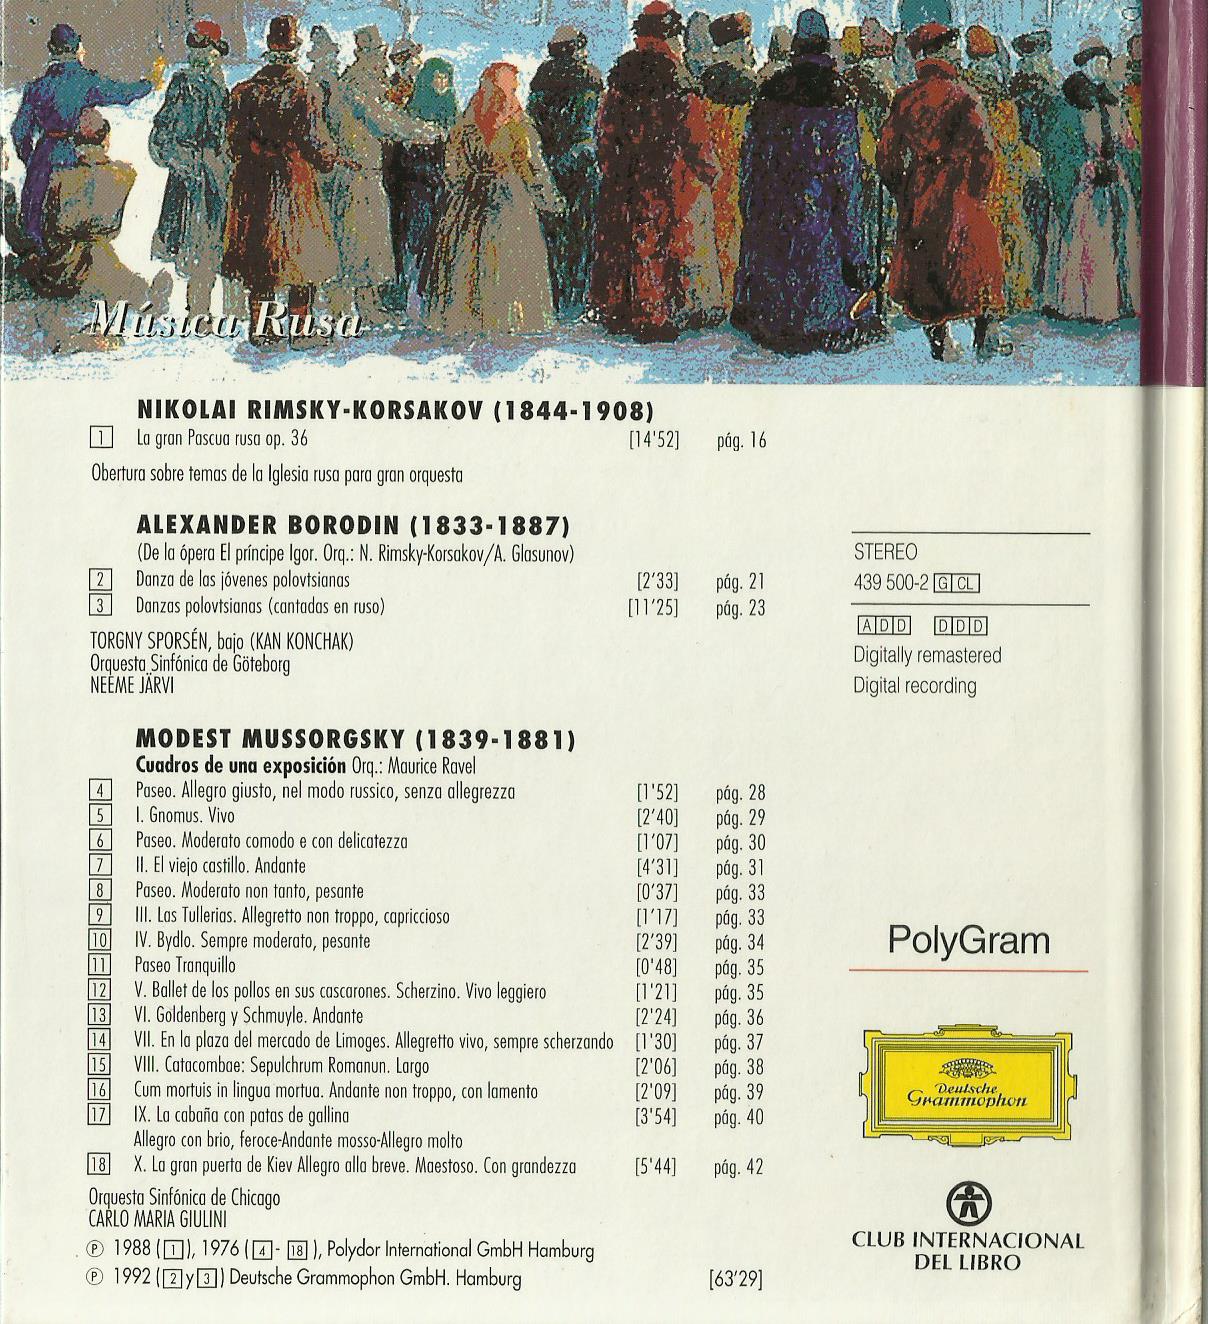 Música Rusa
NIKOLAI RIMSKY-KORSAKOV (1844-1908)
1 La gran Pascua rusa op. 36 [14'52] pág. 16
Obertura sobre temas de la Iglesia rusa para gran orquesta
ALEXANDER BORODIN (1833-1887)
(De la ópera El príncipe Igor. Orq.: N. Rimsky-Korsakov/A. Glasunov)
2 Danza de las jóvenes polovtsianas [2'33] pág. 21
3 Danzas polovtsianas (cantadas en ruso) [11'25] pág. 23
TORGNY SPORSÉN, bajo (KAN KONCHAK)
Orquesta Sinfónica de Göteborg
NEEME JÄRVI
MODEST MUSSORGSKY (1839-1881)
Cuadros de una exposición Orq.: Maurice Ravel
4 Paseo. Allegro giusto, nel modo russico, senza allegrezza [1'52] pág. 28
5 I. Gnomus. Vivo [2'40] pág. 29
6 Paseo. Moderato comodo e con delicatezza [1'07] pág. 30
7 II. El viejo castillo. Andante [4'31] pág. 31
8 Paseo. Moderato non tanto, pesante [0'37] pág. 33
9 III. Las Tullerias. Allegretto non troppo, capriccioso [1'17] pág. 33
10 IV. Bydlo. Sempre moderato, pesante [2'39] pág. 34
11 Paseo Tranquillo [0'48] pág. 35
12 V. Ballet de los pollos en sus cascarones. Scherzino. Vivo leggiero [1'21] pág. 35
13 VI. Goldenberg y Schmuyle. Andante [2'24] pág. 36
14 VII. En la plaza del mercado de Limoges. Allegretto vivo, sempre scherzando [1'30] pág. 37
15 VIII. Catacombae: Sepulchrum Romanun. Largo [2'06] pág. 38
16 Cum mortuis in lingua mortua. Andante non troppo, con lamento [2'09] pág. 39
17 IX. La cabaña con patas de gallina [3'54] pág. 40
Allegro con brio, feroce-Andante mosso-Allegro molto
18 X. La gran puerta de Kiev Allegro alla breve. Maestoso. Con grandezza [5'44] pág. 42
Orquesta Sinfónica de Chicago
CARLO MARIA GIULINI
℗ 1988 (1), 1976 (4 - 18), Polydor International GmbH Hamburg
℗ 1992 (2 y 3) Deutsche Grammophon GmbH. Hamburg [63'29]
STEREO
439 500-2 G CL
ADD DDD
Digitally remastered
Digital recording
PolyGram
Deutsche
Grammophon
CLUB INTERNACIONAL
DEL LIBRO